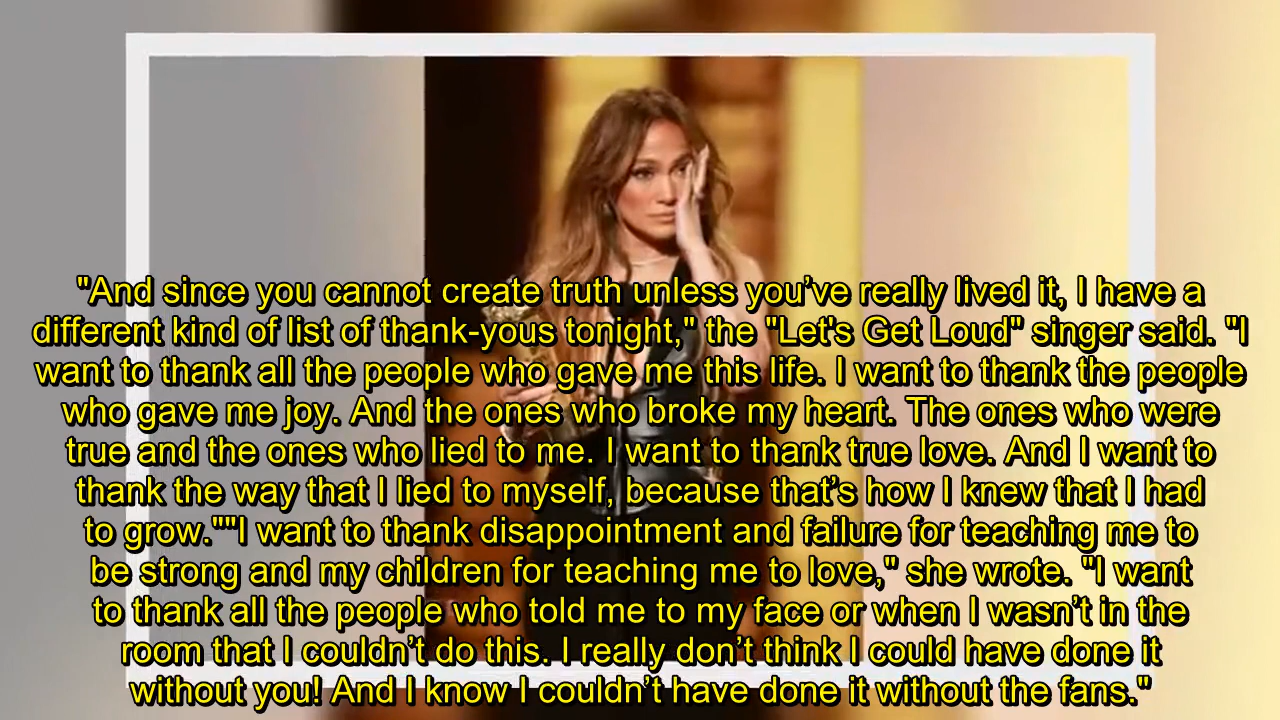 "And since you cannot create truth unless you’ve really lived it, I have a
different kind of list of thank-yous tonight," the "Let's Get Loud" singer said. "I
want to thank all the people who gave me this life. I want to thank the people
who gave me joy. And the ones who broke my heart. The ones who were
true and the ones who lied to me. I want to thank true love. And I want to
thank the way that I lied to myself, because that’s how I knew that I had
to grow.""I want to thank disappointment and failure for teaching me to
be strong and my children for teaching me to love," she wrote. "I want
to thank all the people who told me to my face or when I wasn’t in the
room that I couldn’t do this. I really don’t think I could have done it
without you! And I know I couldn’t have done it without the fans."